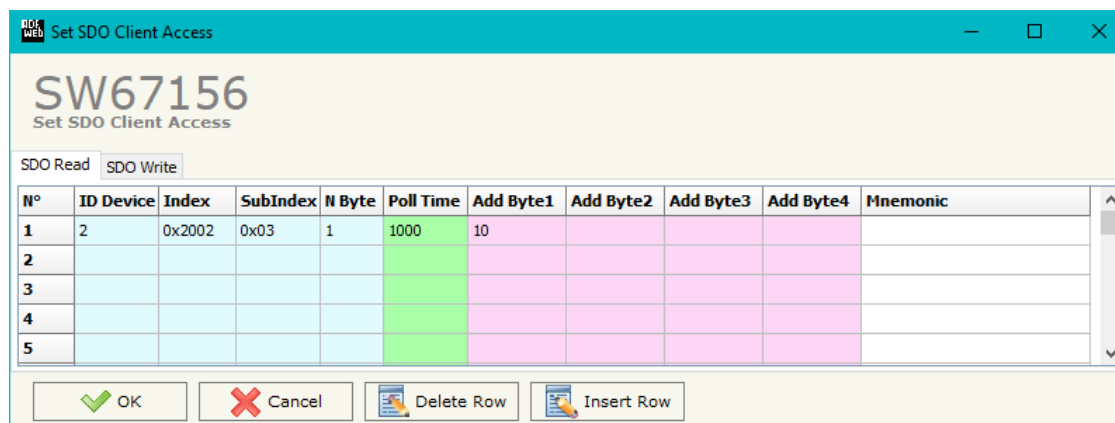 ADF WEB Set SDO Client Access
SW67156
Set SDO Client Access
SDO Read SDO Write
N° ID Device Index SubIndex N Byte Poll Time Add Byte1 Add Byte2 Add Byte3 Add Byte4 Mnemonic
1 2 0x2002 0x03 1 1000 10
2
3
4
5
OK Cancel Delete Row Insert Row